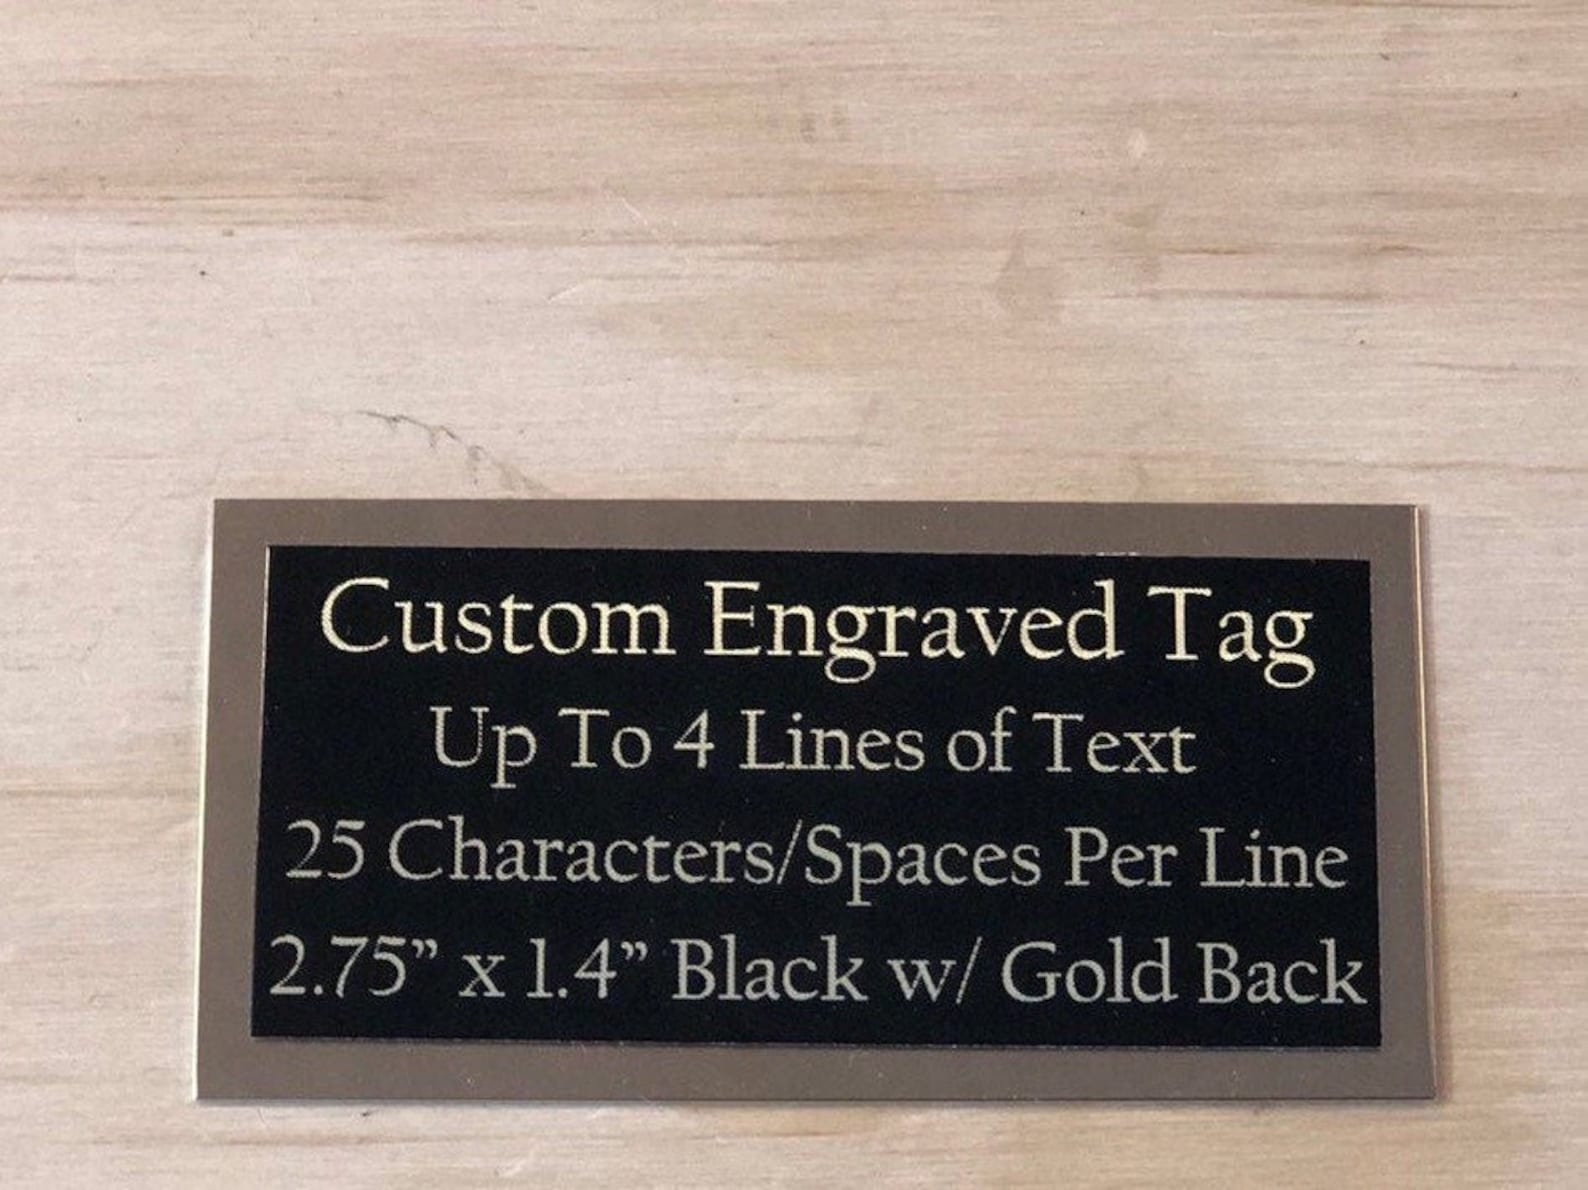 Custom Engraved Tag
Up To 4 Lines of Text
25 Characters/Spaces Per Line
2.75” x 1.4” Black w/ Gold Back